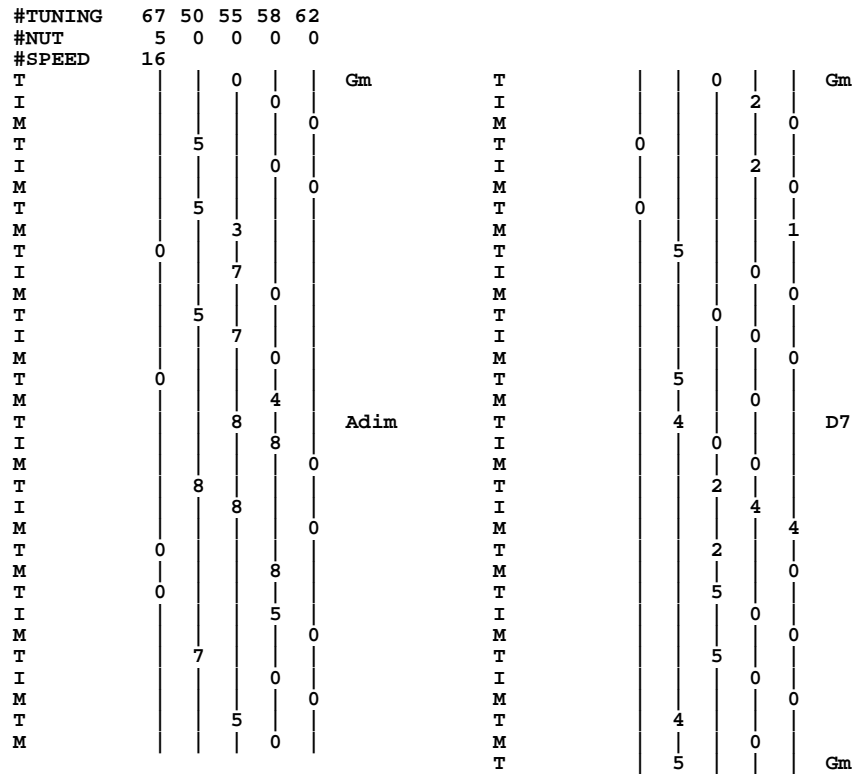 #TUNING 67 50 55 58 62
#NUT 5 0 0 0 0
#SPEED 16
T | | 0 | | Gm
I | | | 0 |
M | | | | 0
T | 5 | | |
I | | | 0 |
M | | | | 0
T | 5 | | |
M | | 3 | |
T 0 | | | |
I | | 7 | |
M | | | 0 |
T | 5 | | |
I | | 7 | |
M | | | 0 |
T 0 | | | |
M | | | 4 |
T | | 8 | | Adim
I | | | 8 |
M | | | | 0
T | 8 | | |
I | | 8 | |
M | | | | 0
T 0 | | | |
M | | | 8 |
T 0 | | | |
I | | | 5 |
M | | | | 0
T | 7 | | |
I | | | 0 |
M | | | | 0
T | | 5 | |
M | | | 0 |
T | | 0 | | Gm
I | | | 2 |
M | | | | 0
T 0 | | | |
I | | | 2 |
M | | | | 0
T 0 | | | |
M | | | | 1
T | 5 | | |
I | | | 0 |
M | | | | 0
T | | 0 | |
I | | | 0 |
M | | | | 0
T | 5 | | |
M | | | 0 |
T | 4 | | | D7
I | | 0 | |
M | | | 0 |
T | | 2 | |
I | | | 4 |
M | | | | 4
T | | 2 | |
M | | | | 0
T | | 5 | |
I | | | 0 |
M | | | | 0
T | | 5 | |
I | | | 0 |
M | | | | 0
T | 4 | | |
M | | | 0 |
T | 5 | | | Gm